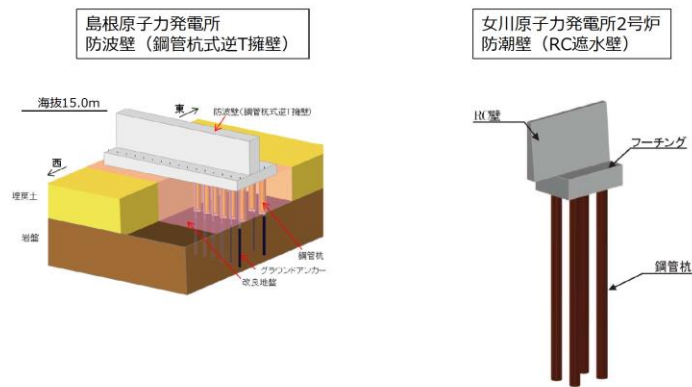 島根原子力発電所
防波壁（鋼管杭式逆T擁壁）
海抜15.0m
東
防波壁（鋼管杭式逆T擁壁）
西
埋戻土
岩盤
鋼管杭
グラウンドアンカー
改良地盤
女川原子力発電所2号炉
防潮壁（RC遮水壁）
RC壁
フーチング
鋼管杭